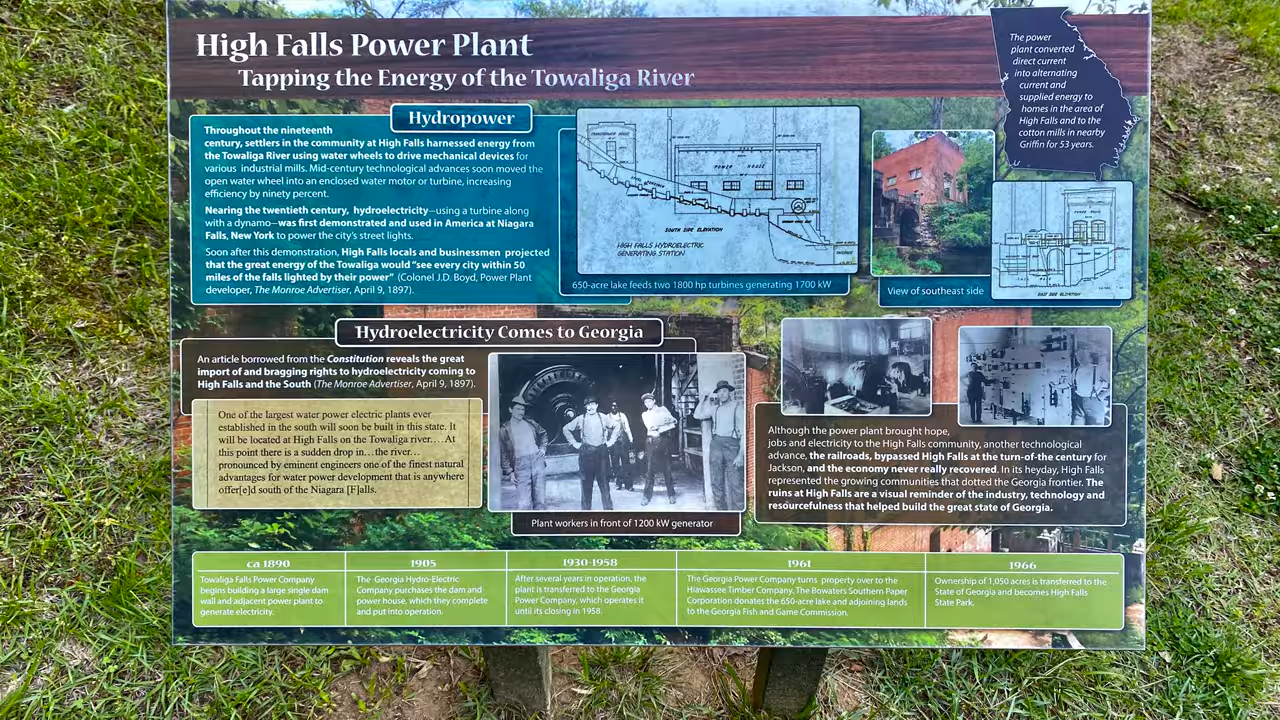 High Falls Power Plant
Tapping the Energy of the Towaliga River
The power
plant converted
direct current
into alternating
current and
supplied energy to
homes in the area of
High Falls and to the
cotton mills in nearby
Griffin for 53 years.
Hydropower
Throughout the nineteenth
century, settlers in the community at High Falls harnessed energy from
the Towaliga River using water wheels to drive mechanical devices for
various industrial mills. Mid-century technological advances soon moved the
open water wheel into an enclosed water motor or turbine, increasing
efficiency by ninety percent.
Nearing the twentieth century, hydroelectricity—using a turbine along
with a dynamo—was first demonstrated and used in America at Niagara
Falls, New York to power the city's street lights.
Soon after this demonstration, High Falls locals and businessmen projected
that the great energy of the Towaliga would "see every city within 50
miles of the falls lighted by their power" (Colonel J.D. Boyd, Power Plant
developer, The Monroe Advertiser, April 9, 1897).
TRANSFORMER HOUSE
POWER HOUSE
SOUTH SIDE ELEVATION
HIGH FALLS HYDROELECTRIC
GENERATING STATION
650-acre lake feeds two 1800 hp turbines generating 1700 kW
POWER HOUSE
EAST SIDE ELEVATION
View of southeast side
Hydroelectricity Comes to Georgia
An article borrowed from the Constitution reveals the great
import of and bragging rights to hydroelectricity coming to
High Falls and the South (The Monroe Advertiser, April 9, 1897).
One of the largest water power electric plants ever
established in the south will soon be built in this state. It
will be located at High Falls on the Towaliga river.…At
this point there is a sudden drop in…the river…
pronounced by eminent engineers one of the finest natural
advantages for water power development that is anywhere
offer[e]d south of the Niagara [F]alls.
Plant workers in front of 1200 kW generator
Although the power plant brought hope,
jobs and electricity to the High Falls community, another technological
advance, the railroads, bypassed High Falls at the turn-of-the century for
Jackson, and the economy never really recovered. In its heyday, High Falls
represented the growing communities that dotted the Georgia frontier. The
ruins at High Falls are a visual reminder of the industry, technology and
resourcefulness that helped build the great state of Georgia.
ca 1890
Towaliga Falls Power Company
begins building a large single dam
wall and adjacent power plant to
generate electricity.
1905
The Georgia Hydro-Electric
Company purchases the dam and
power house, which they complete
and put into operation.
1930-1958
After several years in operation, the
plant is transferred to the Georgia
Power Company, which operates it
until its closing in 1958.
1961
The Georgia Power Company turns property over to the
Hiawassee Timber Company. The Bowaters Southern Paper
Corporation donates the 650-acre lake and adjoining lands
to the Georgia Fish and Game Commission.
1966
Ownership of 1,050 acres is transferred to the
State of Georgia and becomes High Falls
State Park.